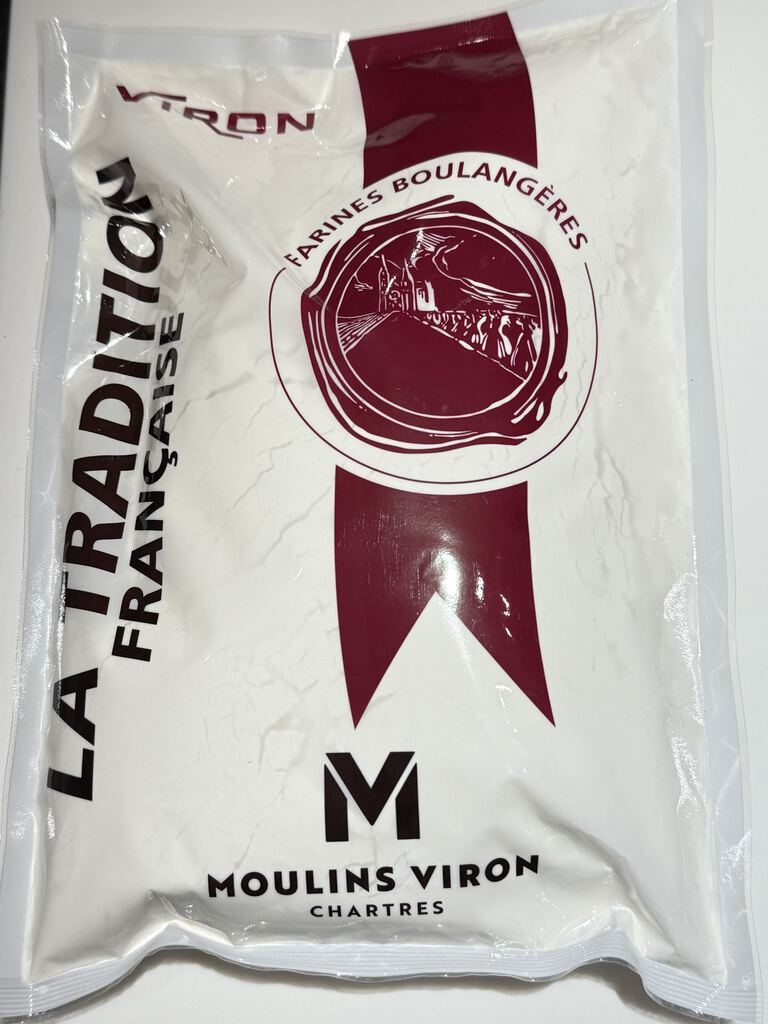 VIRON
FARINES BOULANGÈRES
LA TRADITION
FRANÇAISE
MOULINS VIRON
CHARTRES